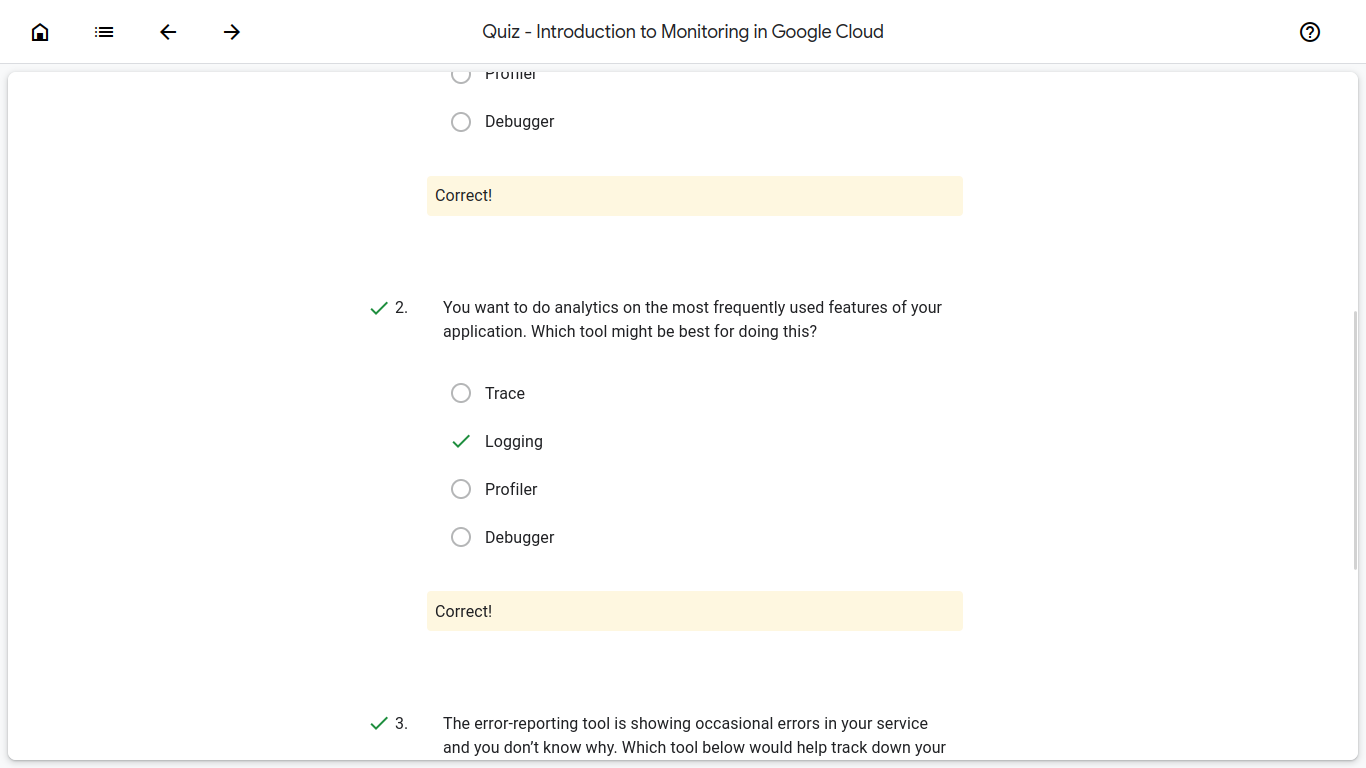 Quiz - Introduction to Monitoring in Google Cloud
Profiler
Debugger
Correct!
2. You want to do analytics on the most frequently used features of your
application. Which tool might be best for doing this?
Trace
Logging
Profiler
Debugger
Correct!
3. The error-reporting tool is showing occasional errors in your service
and you don’t know why. Which tool below would help track down your